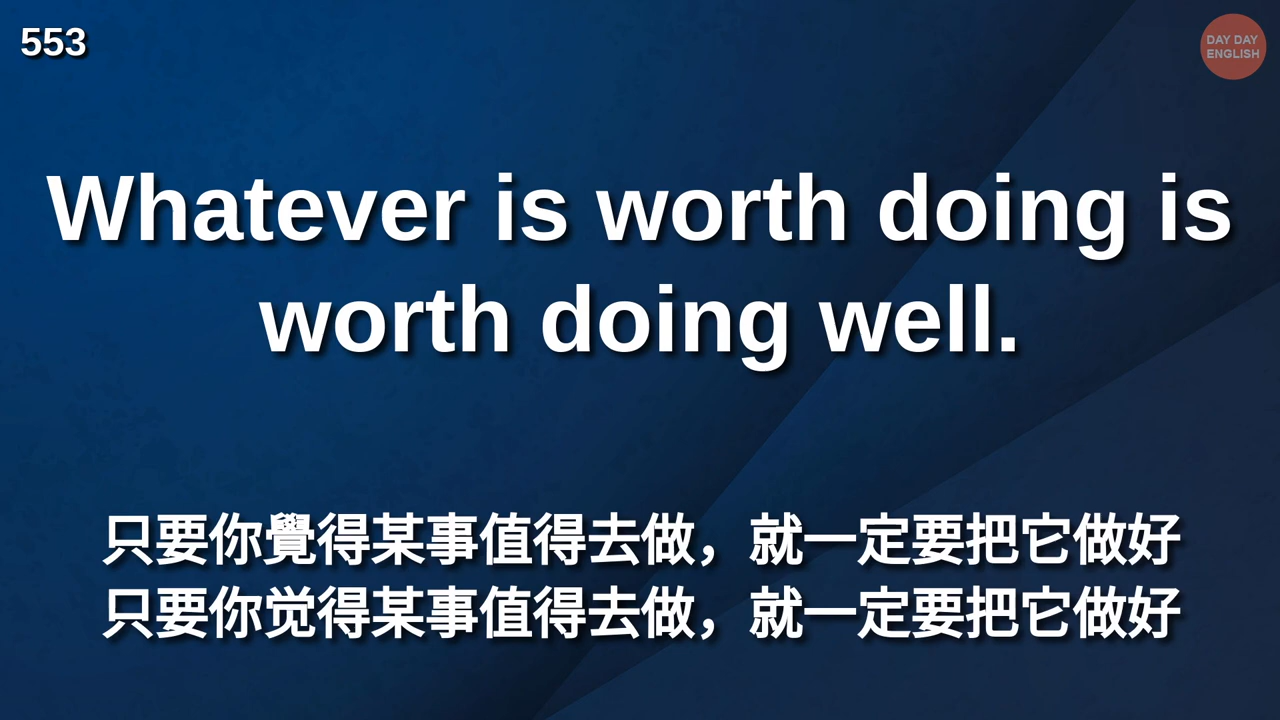 553
DAY DAY
ENGLISH
Whatever is worth doing is
worth doing well.
只要你覺得某事值得去做，就一定要把它做好
只要你觉得某事值得去做，就一定要把它做好